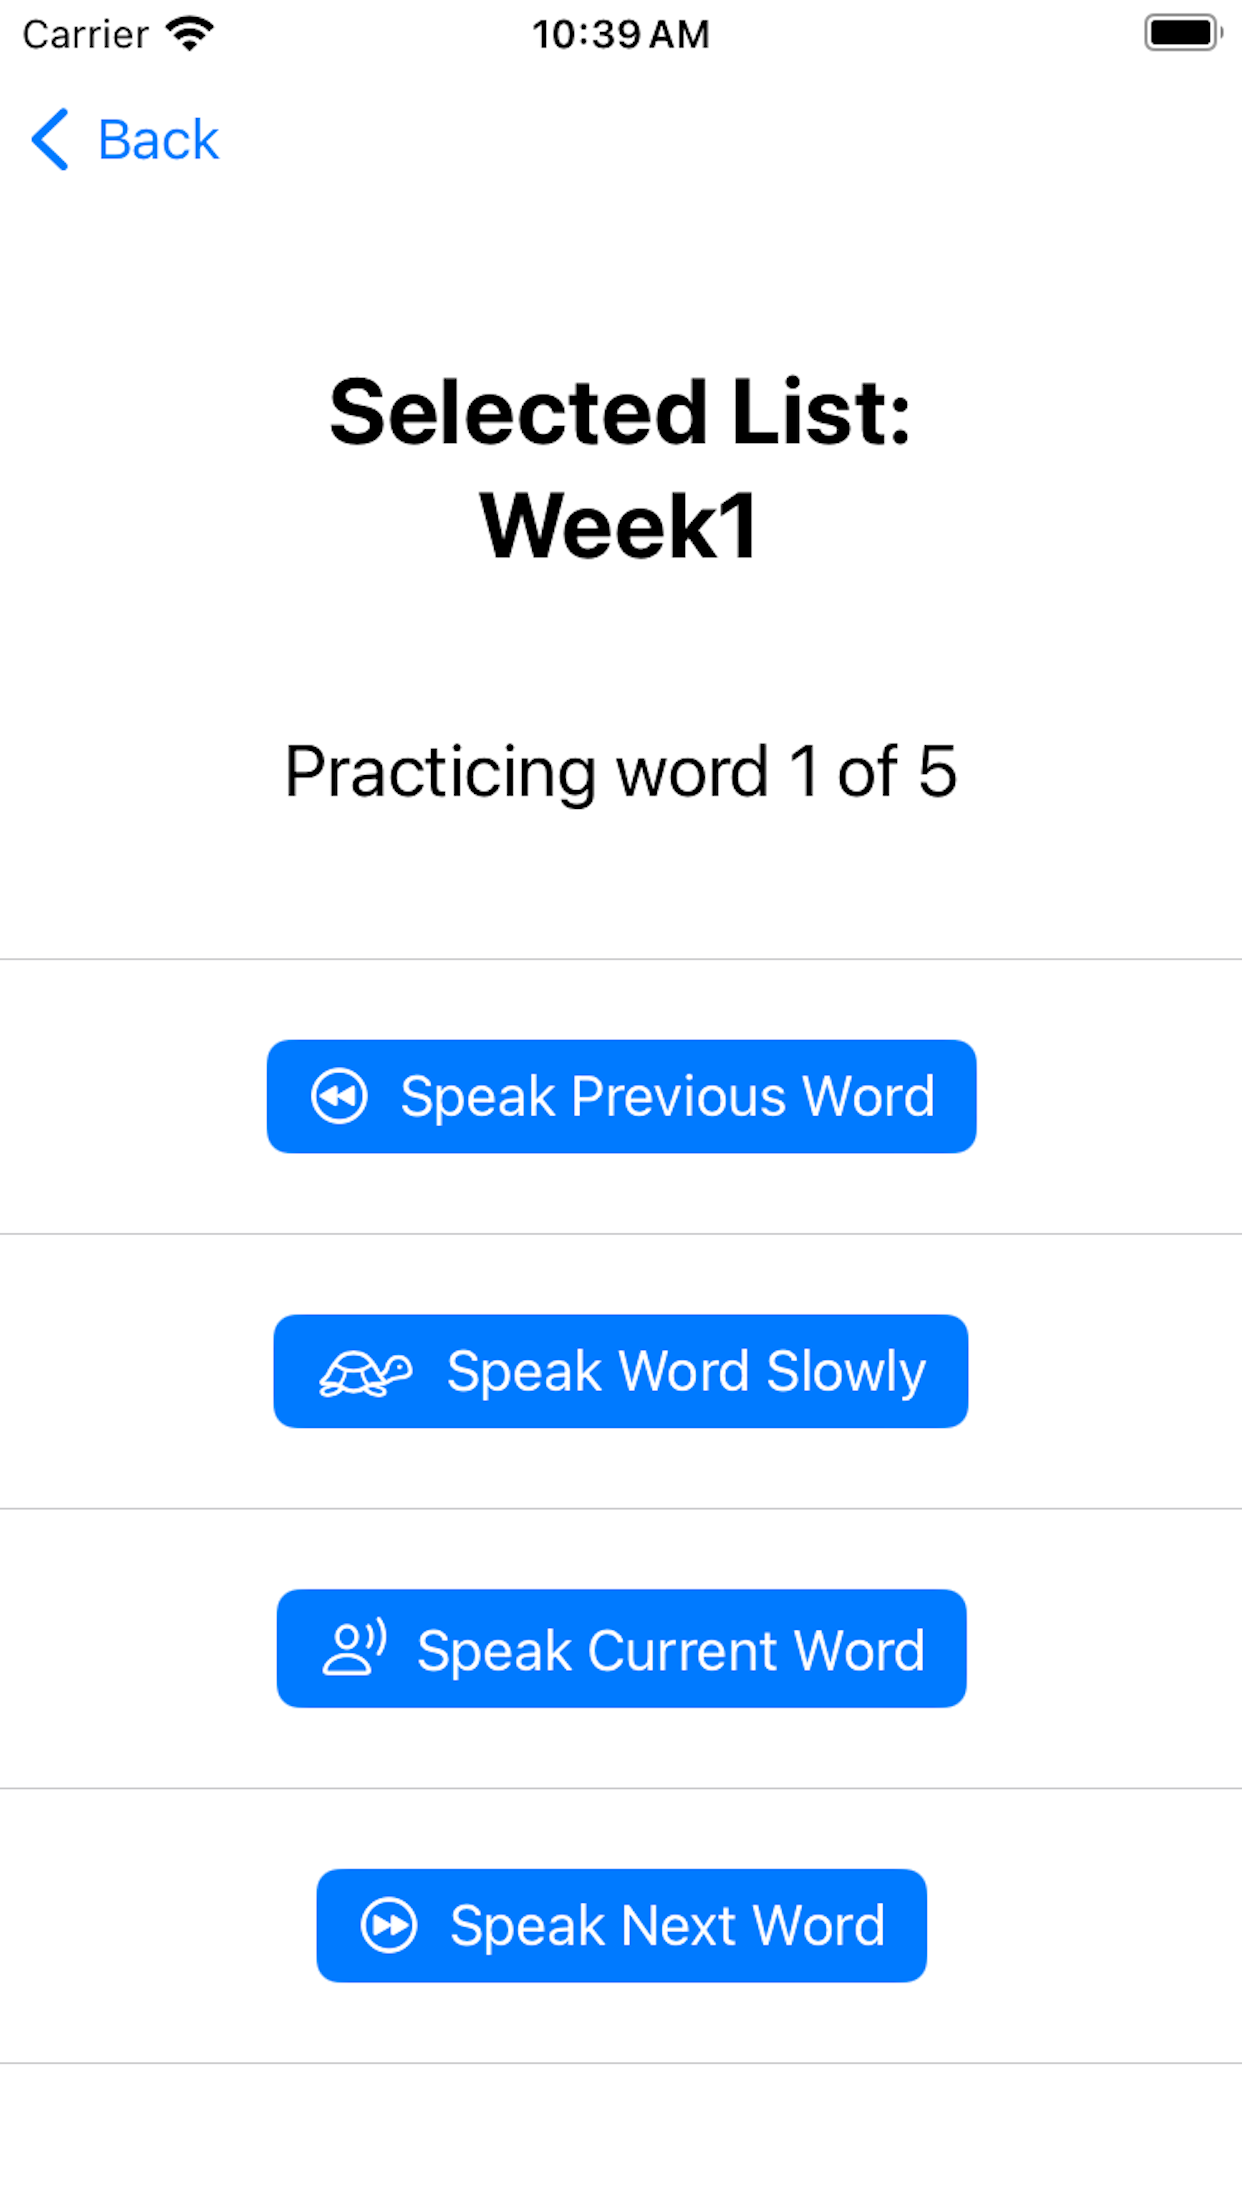 Carrier 10:39 AM
Back
Selected List:
Week1
Practicing word 1 of 5
Speak Previous Word
Speak Word Slowly
Speak Current Word
Speak Next Word